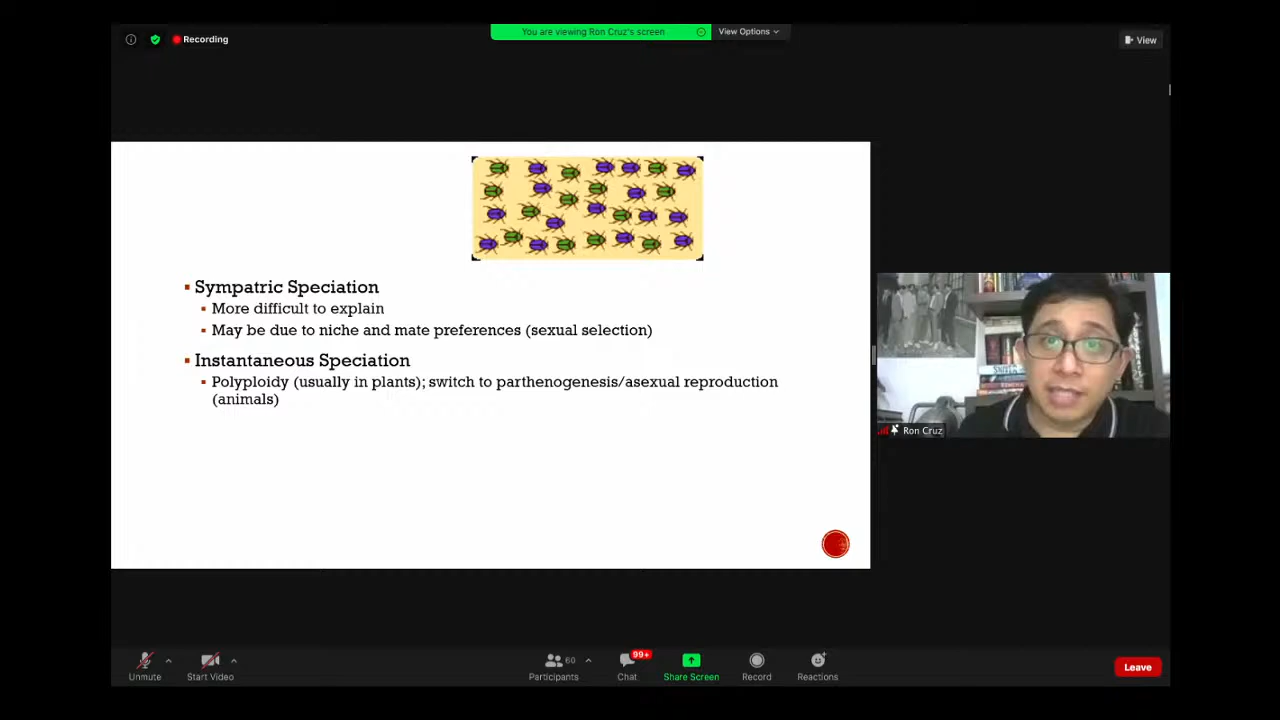 Recording
You are viewing Ron Cruz's screen
View Options
View
▪ Sympatric Speciation
▪ More difficult to explain
▪ May be due to niche and mate preferences (sexual selection)
▪ Instantaneous Speciation
▪ Polyploidy (usually in plants); switch to parthenogenesis/asexual reproduction
(animals)
Ron Cruz
Unmute
Start Video
60
Participants
99+
Chat
Share Screen
Record
Reactions
Leave